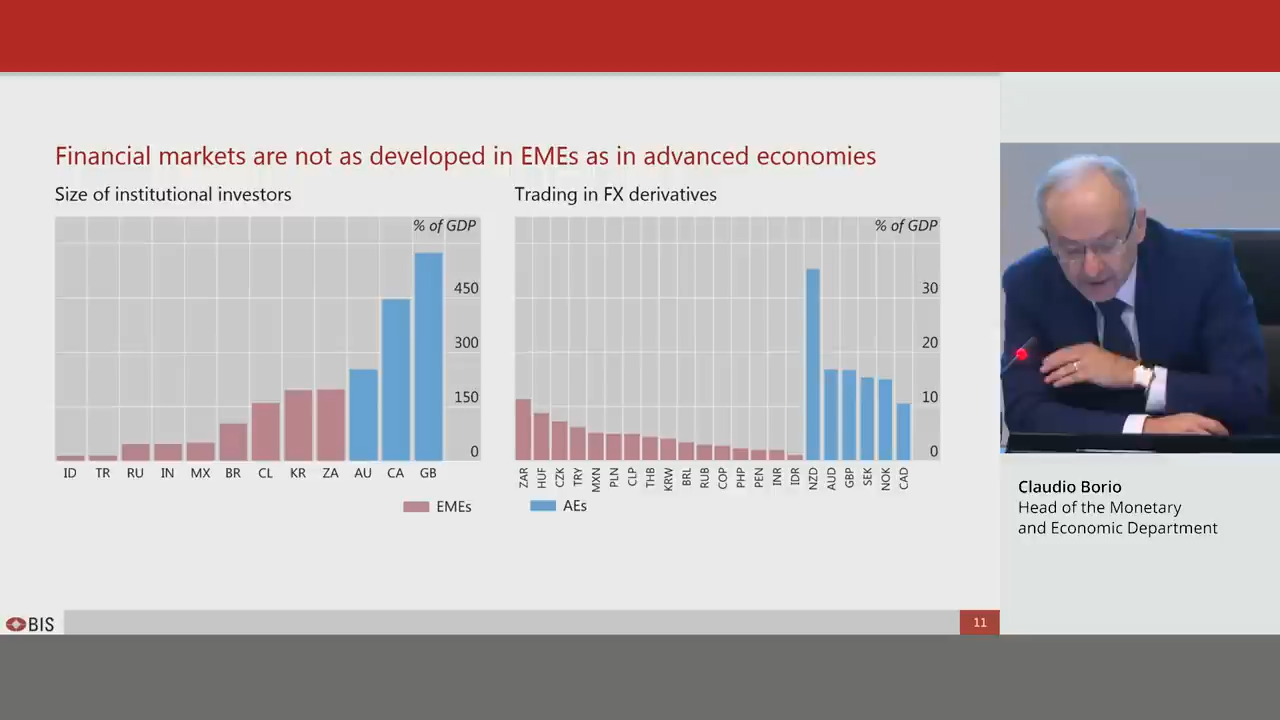 Financial markets are not as developed in EMEs as in advanced economies
Size of institutional investors
% of GDP
450
300
150
0
ID TR RU IN MX BR CL KR ZA AU CA GB
Trading in FX derivatives
% of GDP
30
20
10
0
ZAR HUF CZK TRY MXN PLN CLP THB KRW BRL RUB COP PHP PEN INR IDR NZD AUD GBP SEK NOK CAD
EMEs AEs
Claudio Borio
Head of the Monetary
and Economic Department
BIS
11